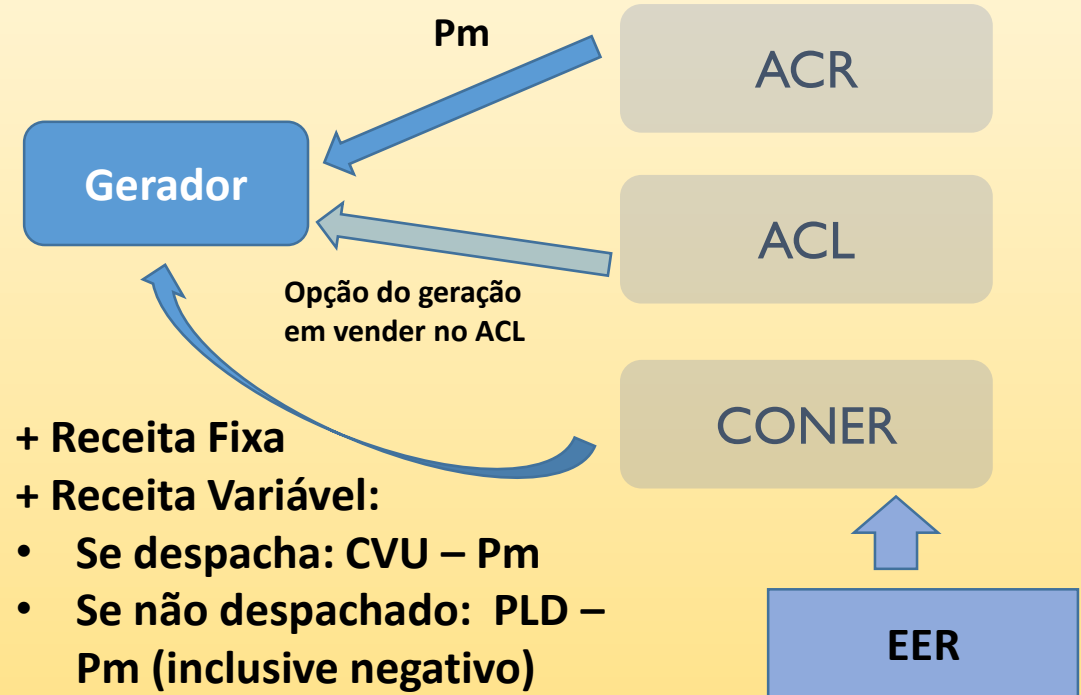 Pm
ACR
Gerador
ACL
Opção do geração
em vender no ACL
CONER
+ Receita Fixa
+ Receita Variável:
• Se despacha: CVU – Pm
• Se não despachado: PLD –
Pm (inclusive negativo)
EER